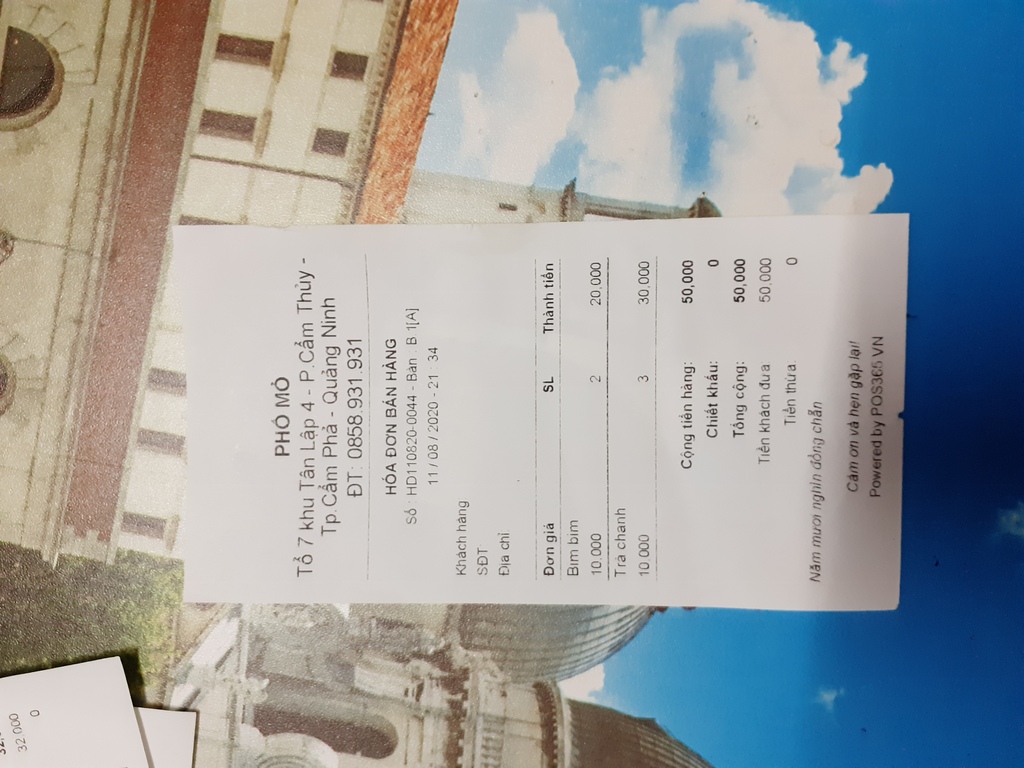 PHỐ MỎ
Tổ 7 khu Tân Lập 4 - P.Cẩm Thủy -
Tp.Cẩm Phả - Quảng Ninh
ĐT: 0858.931.931
HÓA ĐƠN BÁN HÀNG
Số : HD110820-0044 - Bàn B 1[A]
11 / 08 / 2020 - 21 : 34
Khách hàng
SĐT
Địa chỉ
Đơn giá SL Thành tiền
Bim bim
10.000 2 20,000
Trà chanh
10.000 3 30,000
Cộng tiền hàng: 50,000
Chiết khấu: 0
Tổng cộng: 50,000
Tiền khách đưa 50,000
Tiền thừa 0
Năm mươi nghìn đồng chẵn
Cảm ơn và hẹn gặp lại!
Powered by POS365.VN
32.000
0